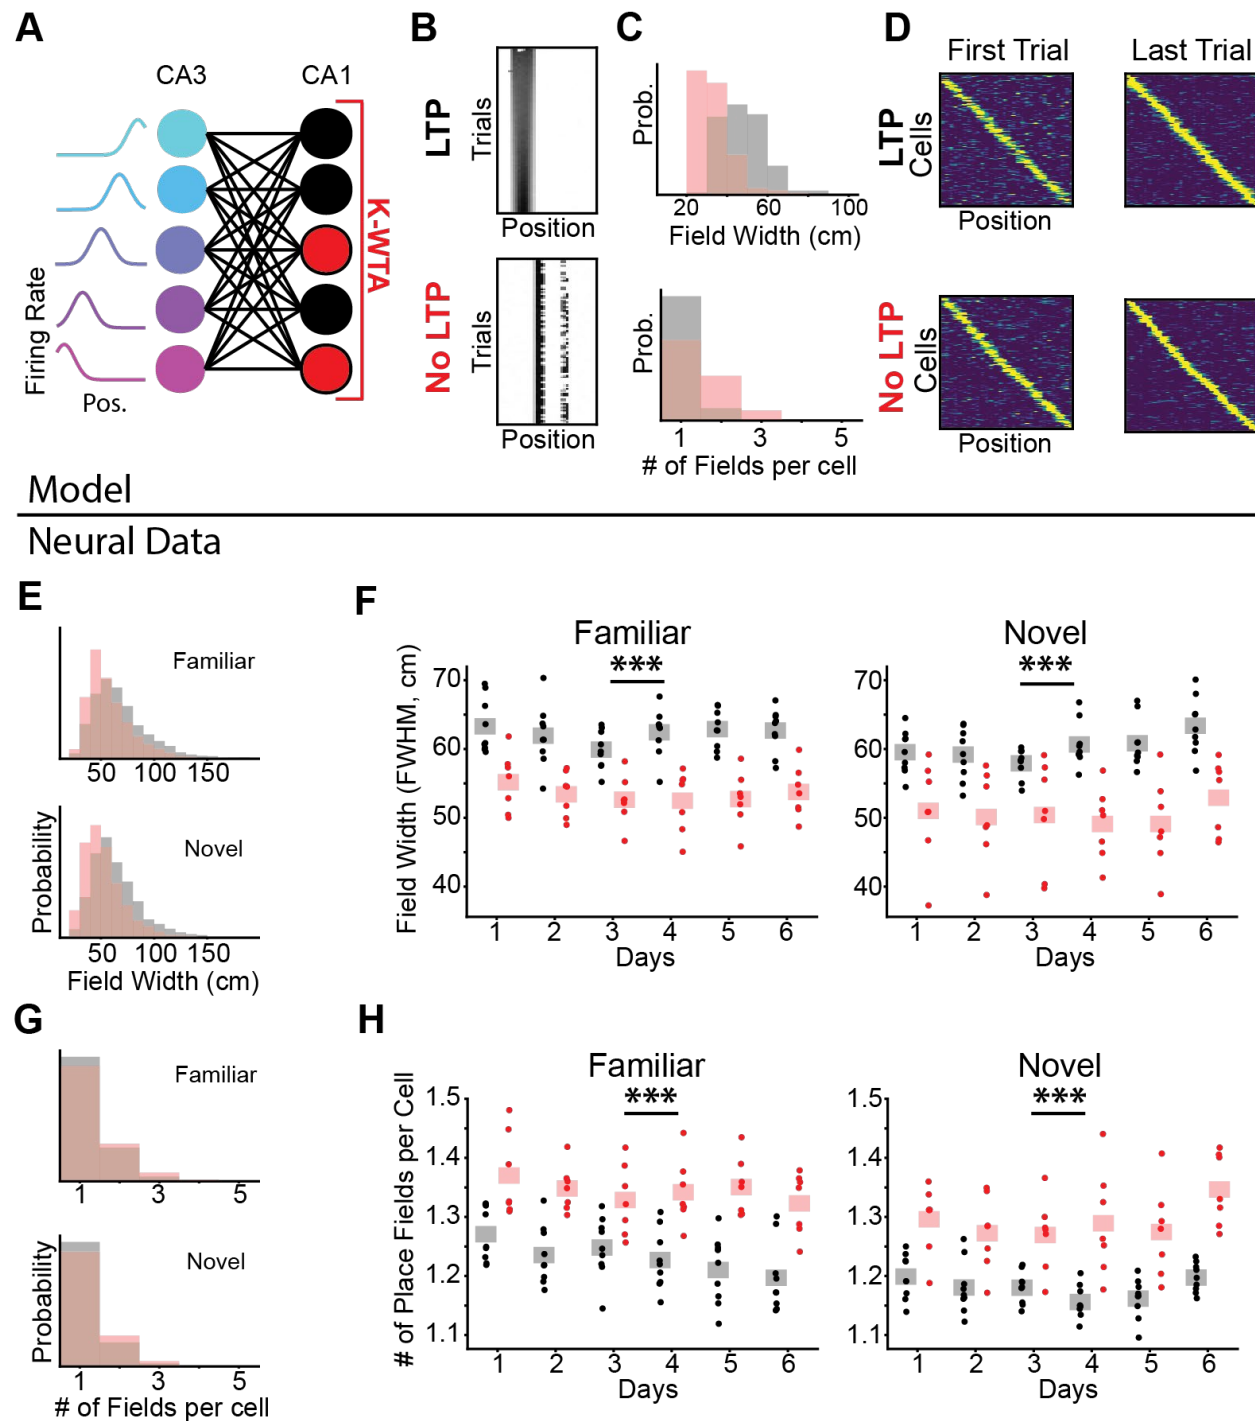 A
CA3
CA1
Firing Rate
Pos.
K-WTA
B
LTP
Trials
Position
No LTP
Trials
Position
C
Prob.
20 60 100
Field Width (cm)
Prob.
1 3 5
# of Fields per cell
D
First Trial Last Trial
LTP
Cells
Position
No LTP
Cells
Position
Model
Neural Data
E
Familiar
50 100 150
Probability
Novel
50 100 150
Field Width (cm)
F
Familiar
***
Field Width (FWHM, cm)
70
60
50
40
1 2 3 4 5 6
Days
Novel
***
70
60
50
40
1 2 3 4 5 6
Days
G
Familiar
1 3 5
Probability
Novel
1 3 5
# of Fields per cell
H
Familiar
***
# of Place Fields per Cell
1.5
1.4
1.3
1.2
1.1
1 2 3 4 5 6
Days
Novel
***
1.5
1.4
1.3
1.2
1.1
1 2 3 4 5 6
Days